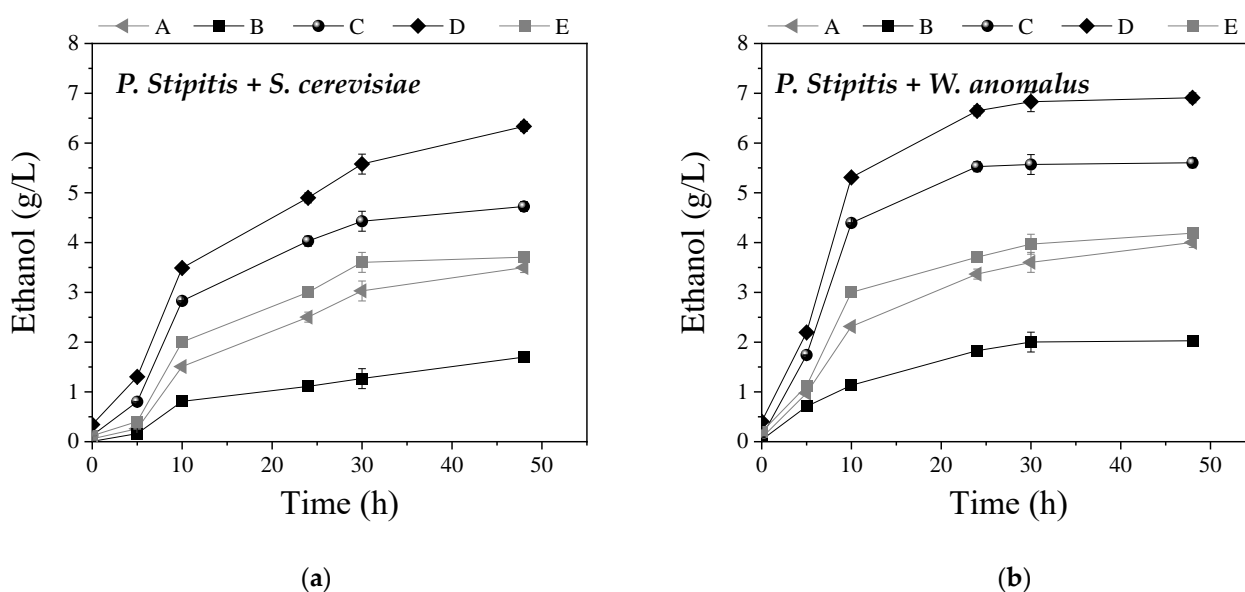 A B C D E
8
P. Stipitis + S. cerevisiae
7
6
5
4
3
2
1
0
Ethanol (g/L)
0 10 20 30 40 50
Time (h)
(a)
A B C D E
8
P. Stipitis + W. anomalus
7
6
5
4
3
2
1
0
Ethanol (g/L)
0 10 20 30 40 50
Time (h)
(b)